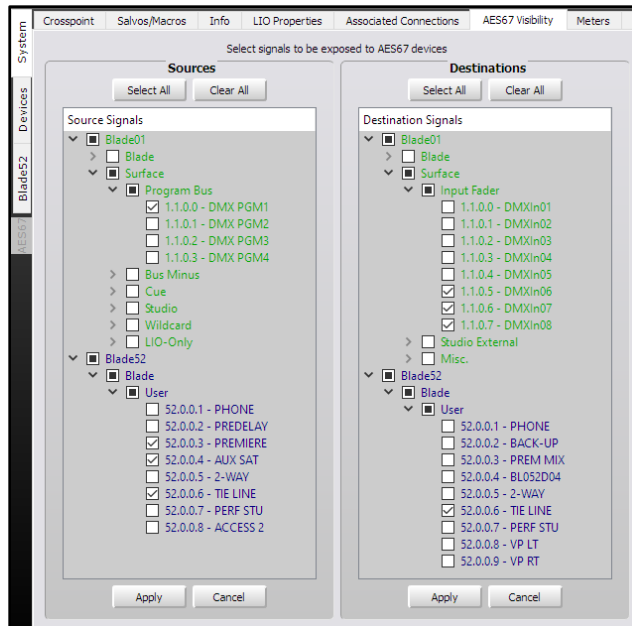 Crosspoint Salvos/Macros Info LIO Properties Associated Connections AES67 Visibility Meters
System
Devices
Blade52
AES67
Select signals to be exposed to AES67 devices
Sources
Select All Clear All
Source Signals
Blade01
Blade
Surface
Program Bus
1.1.0.0 - DMX PGM1
1.1.0.1 - DMX PGM2
1.1.0.2 - DMX PGM3
1.1.0.3 - DMX PGM4
Bus Minus
Cue
Studio
Wildcard
LIO-Only
Blade52
Blade
User
52.0.0.1 - PHONE
52.0.0.2 - PREDELAY
52.0.0.3 - PREMIERE
52.0.0.4 - AUX SAT
52.0.0.5 - 2-WAY
52.0.0.6 - TIE LINE
52.0.0.7 - PERF STU
52.0.0.8 - ACCESS 2
Apply Cancel
Destinations
Select All Clear All
Destination Signals
Blade01
Blade
Surface
Input Fader
1.1.0.0 - DMXIn01
1.1.0.1 - DMXIn02
1.1.0.2 - DMXIn03
1.1.0.3 - DMXIn04
1.1.0.4 - DMXIn05
1.1.0.5 - DMXIn06
1.1.0.6 - DMXIn07
1.1.0.7 - DMXIn08
Studio External
Misc.
Blade52
Blade
User
52.0.0.1 - PHONE
52.0.0.2 - BACK-UP
52.0.0.3 - PREM MIX
52.0.0.4 - BL052D04
52.0.0.5 - 2-WAY
52.0.0.6 - TIE LINE
52.0.0.7 - PERF STU
52.0.0.8 - VP LT
52.0.0.9 - VP RT
Apply Cancel